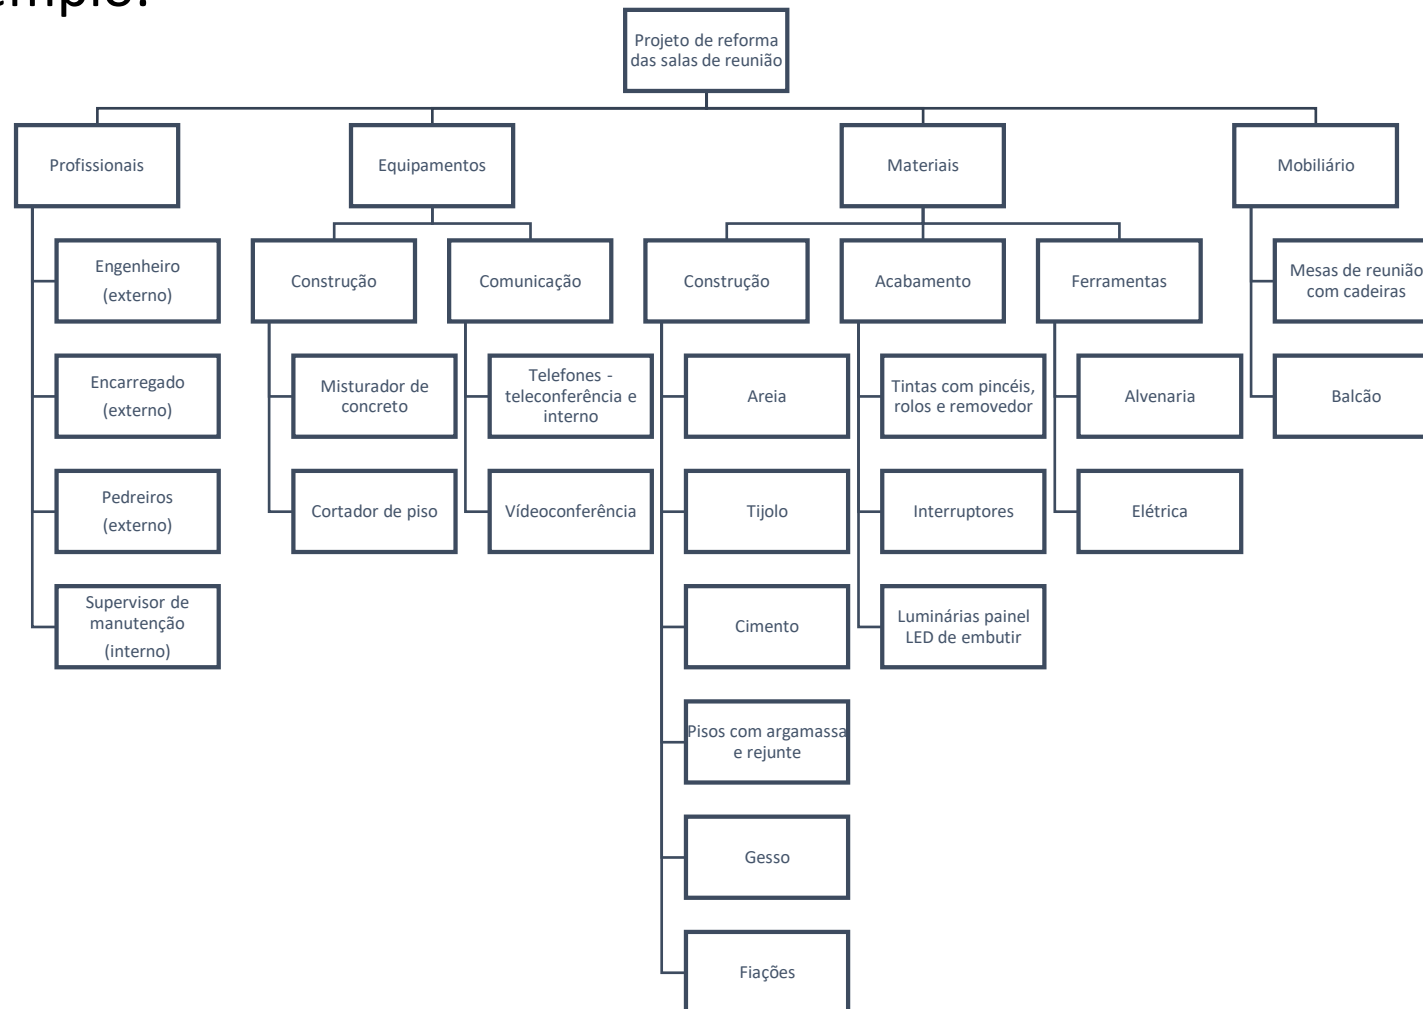 Projeto de reforma
das salas de reunião
Profissionais
Equipamentos
Materiais
Mobiliário
Engenheiro
(externo)
Construção
Comunicação
Construção
Acabamento
Ferramentas
Mesas de reunião
com cadeiras
Encarregado
(externo)
Misturador de
concreto
Telefones -
teleconferência e
interno
Areia
Tintas com pincéis,
rolos e removedor
Alvenaria
Balcão
Pedreiros
(externo)
Cortador de piso
Vídeoconferência
Tijolo
Interruptores
Elétrica
Supervisor de
manutenção
(interno)
Cimento
Luminárias painel
LED de embutir
Pisos com argamassa
e rejunte
Gesso
Fiações